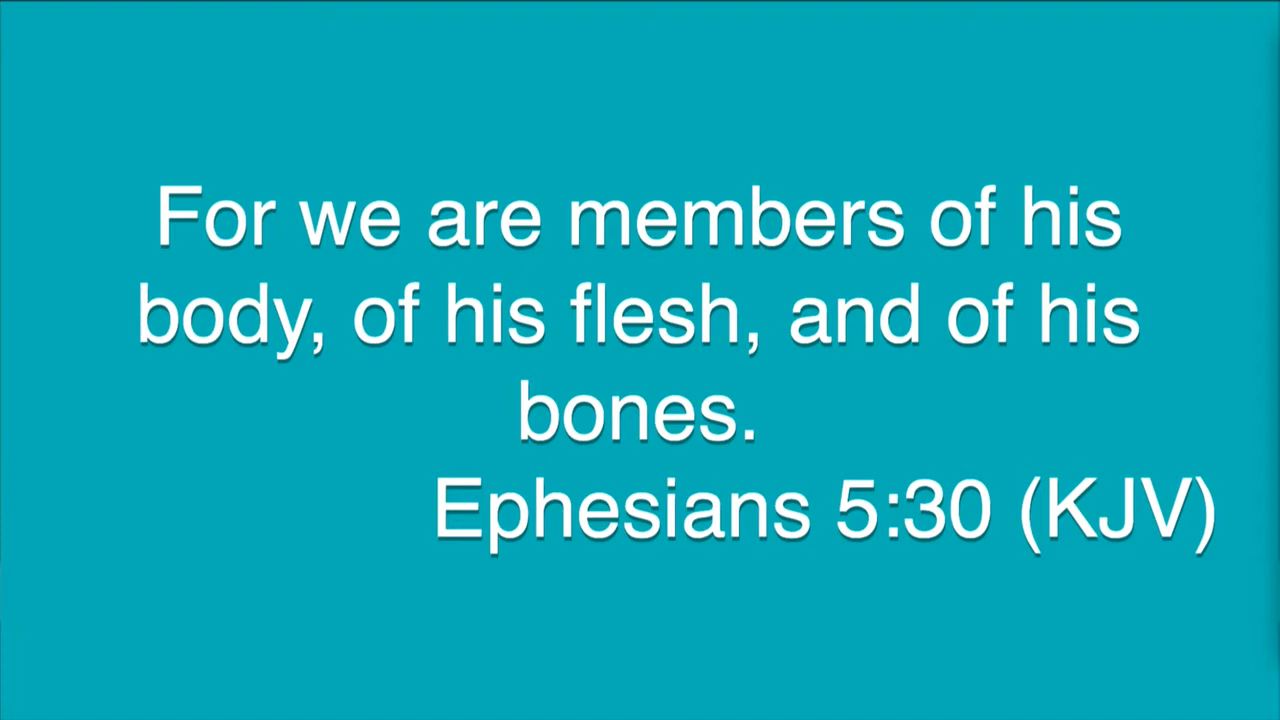 For we are members of his
body, of his flesh, and of his
bones.
Ephesians 5:30 (KJV)